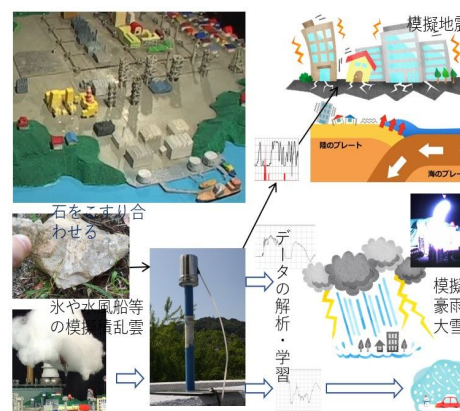 模擬地震
陸のプレート
海のプレー
石をこすり合
わせる
データの解析・学習
氷や水風船等
の模擬積乱雲
模擬
豪雨
大雪